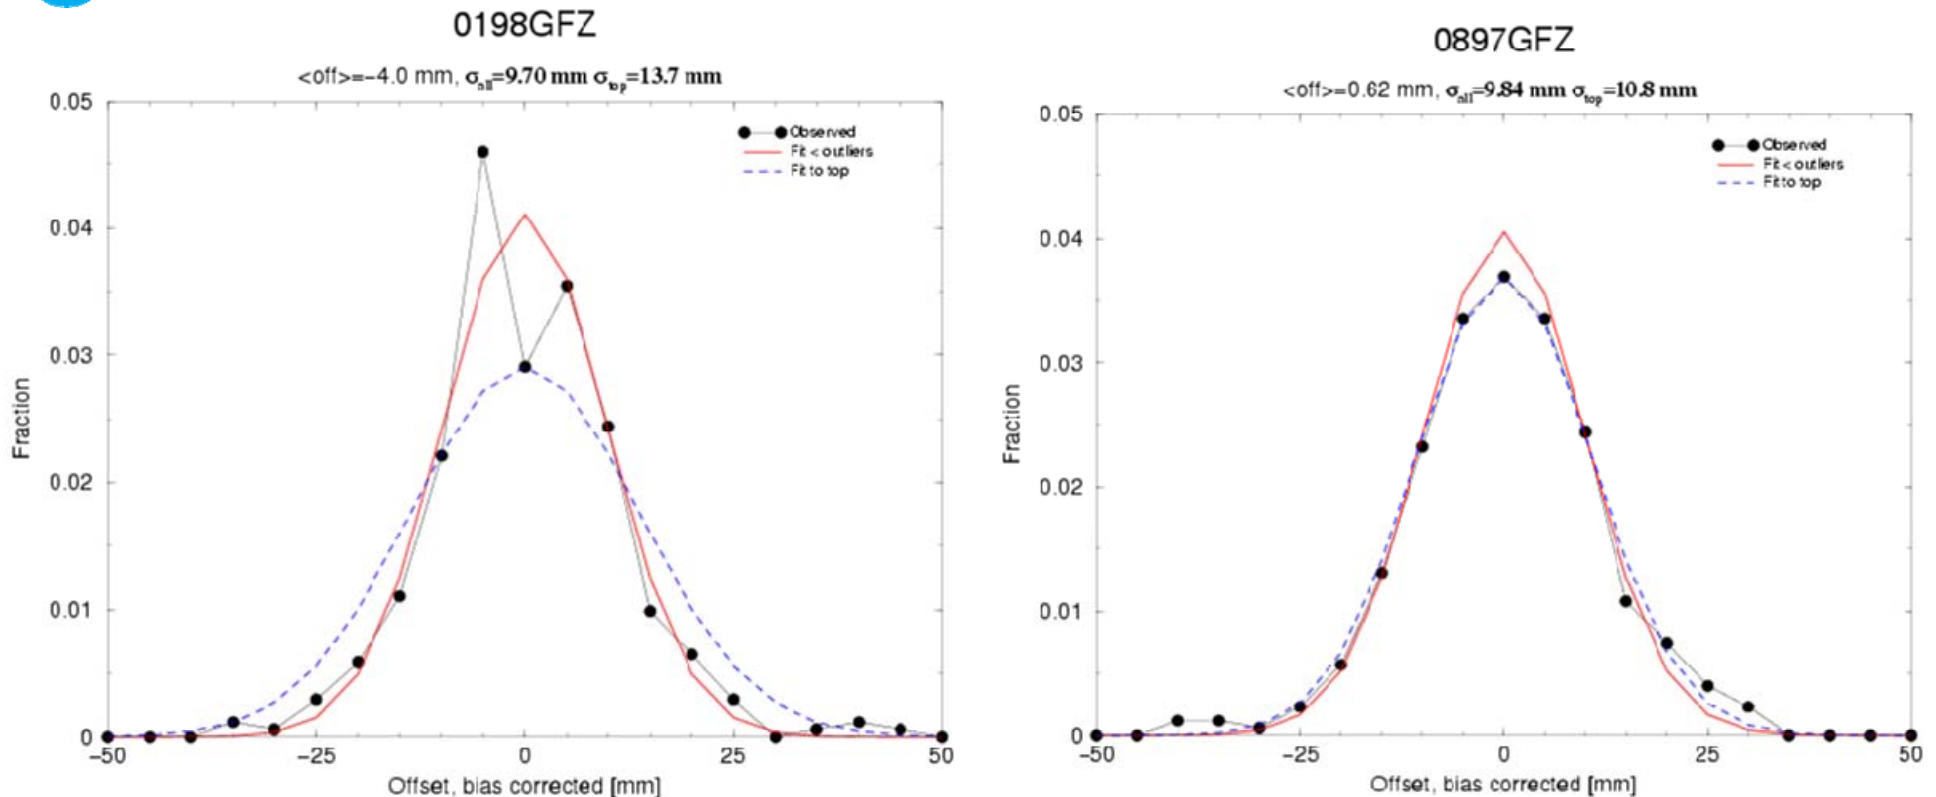 0198GFZ
<off>=−4.0 mm, σall=9.70 mm σtop=13.7 mm
0.05
0.04
0.03
0.02
0.01
0
Fraction
Observed
Fit < outliers
Fit to top
−50
−25
0
25
50
Offset, bias corrected [mm]
0897GFZ
<off>=0.62 mm, σall=9.84 mm σtop=10.8 mm
0.05
0.04
0.03
0.02
0.01
0
Fraction
Observed
Fit < outliers
Fit to top
−50
−25
0
25
50
Offset, bias corrected [mm]